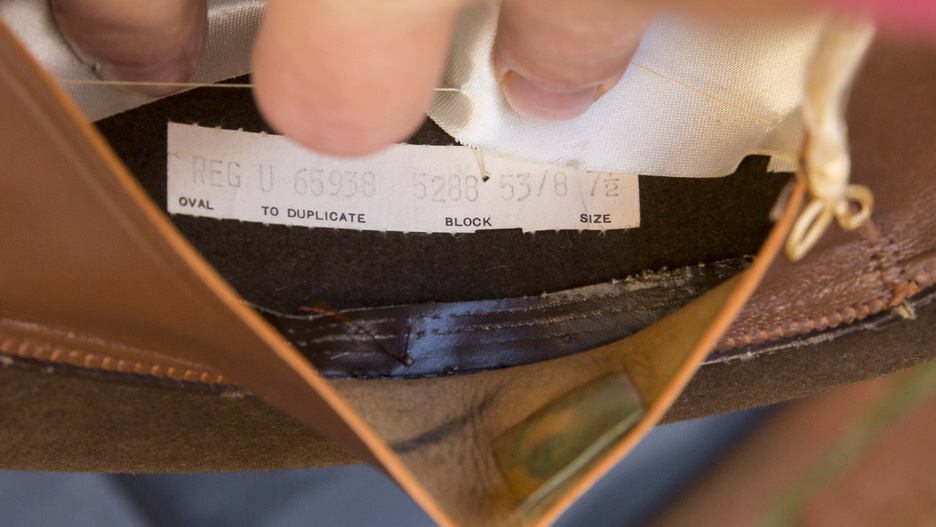 REG U 65938 5288 53/8 7½
OVAL TO DUPLICATE BLOCK SIZE